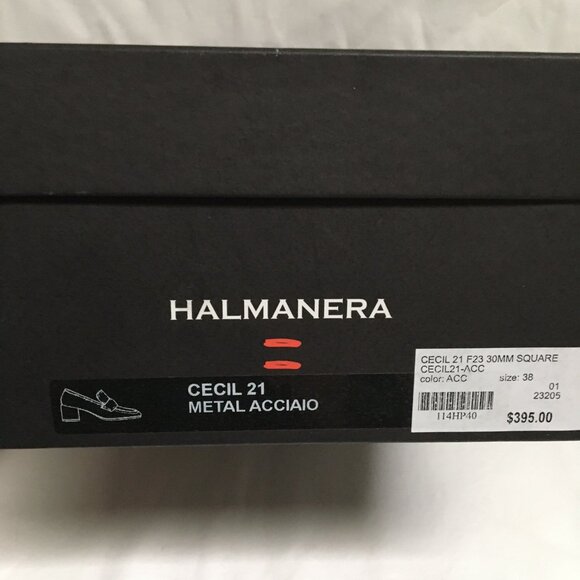 HALMANERA
CECIL 21
METAL ACCIAIO
CECIL 21 F23 30MM SQUARE
CECIL21-ACC
color: ACC size: 38
01
23205
114HP40
$395.00